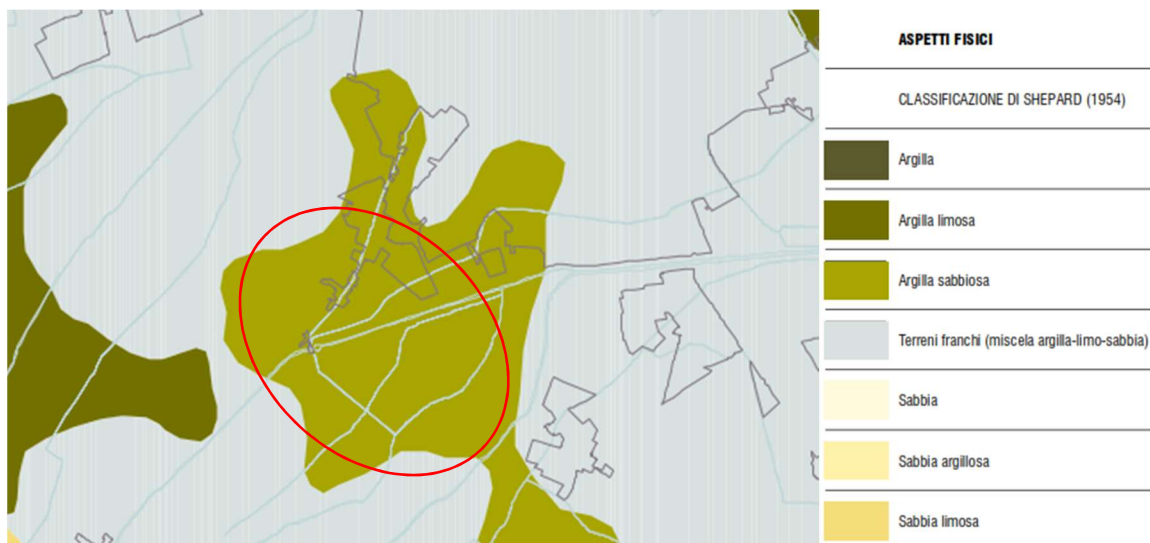 ASPETTI FISICI
CLASSIFICAZIONE DI SHEPARD (1954)
Argilla
Argilla limosa
Argilla sabbiosa
Terreni franchi (miscela argilla-limo-sabbia)
Sabbia
Sabbia argillosa
Sabbia limosa